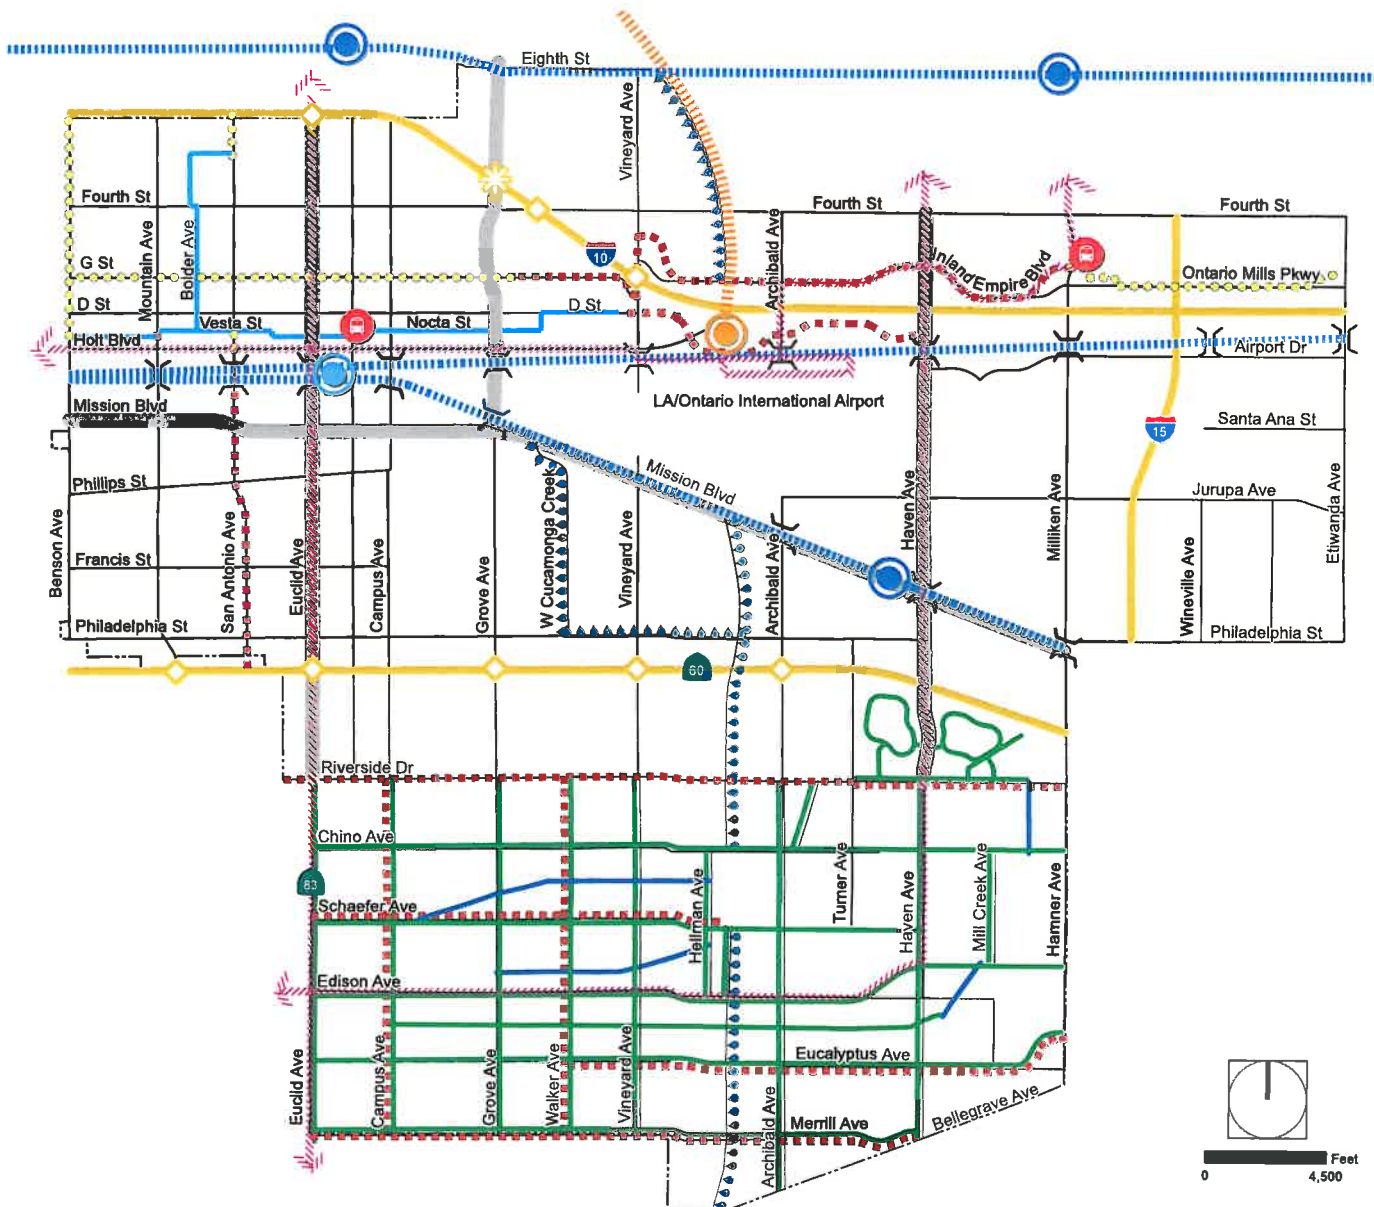 Eighth St
Vineyard Ave
Fourth St
Fourth St
Fourth St
Mountain Ave
Bolder Ave
Archibald Ave
10
Inland Empire Blvd
G St
Ontario Mills Pkwy
D St
D St
Vesta St
Nocta St
Holt Blvd
Airport Dr
Mission Blvd
LA/Ontario International Airport
Santa Ana St
15
Mission Blvd
Phillips St
Jurupa Ave
Benson Ave
San Antonio Ave
Euclid Ave
Campus Ave
Grove Ave
W Cucamonga Creek
Vineyard Ave
Archibald Ave
Haven Ave
Milliken Ave
Wineville Ave
Etiwanda Ave
Francis St
Philadelphia St
Philadelphia St
60
Riverside Dr
Chino Ave
83
Schaefer Ave
Hellman Ave
Turner Ave
Haven Ave
Mill Creek Ave
Hamner Ave
Edison Ave
Eucalyptus Ave
Euclid Ave
Campus Ave
Grove Ave
Walker Ave
Vineyard Ave
Archibald Ave
Merrill Ave
Bellegrave Ave
Feet
0
4,500